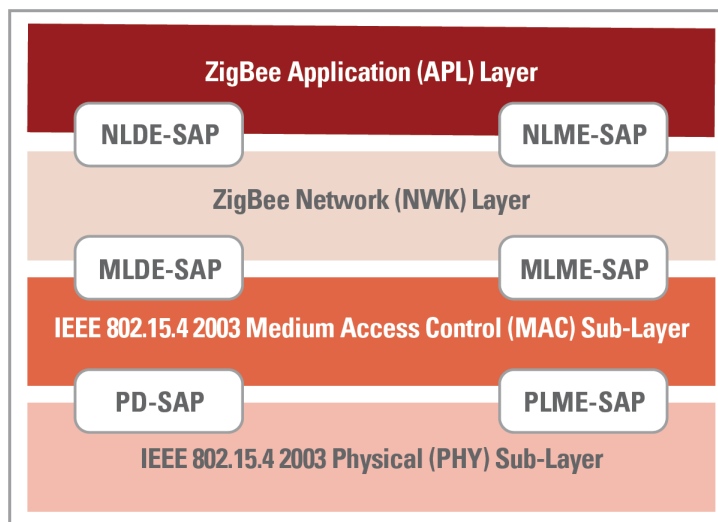 ZigBee Application (APL) Layer
NLDE-SAP
NLME-SAP
ZigBee Network (NWK) Layer
MLDE-SAP
MLME-SAP
IEEE 802.15.4 2003 Medium Access Control (MAC) Sub-Layer
PD-SAP
PLME-SAP
IEEE 802.15.4 2003 Physical (PHY) Sub-Layer